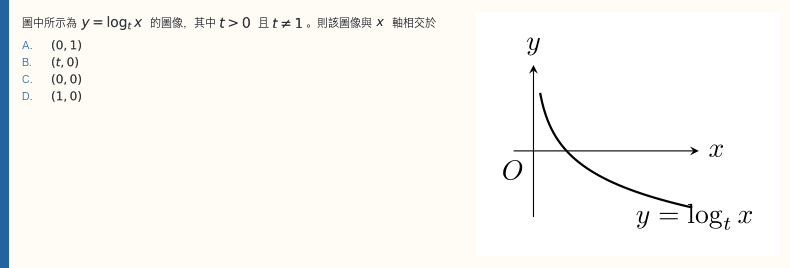 圖中所示為 y = log_t x 的圖像，其中 t > 0 且 t ≠ 1。則該圖像與 x 軸相交於
A. (0, 1)
B. (t, 0)
C. (0, 0)
D. (1, 0)
y
x
O
y = log_t x